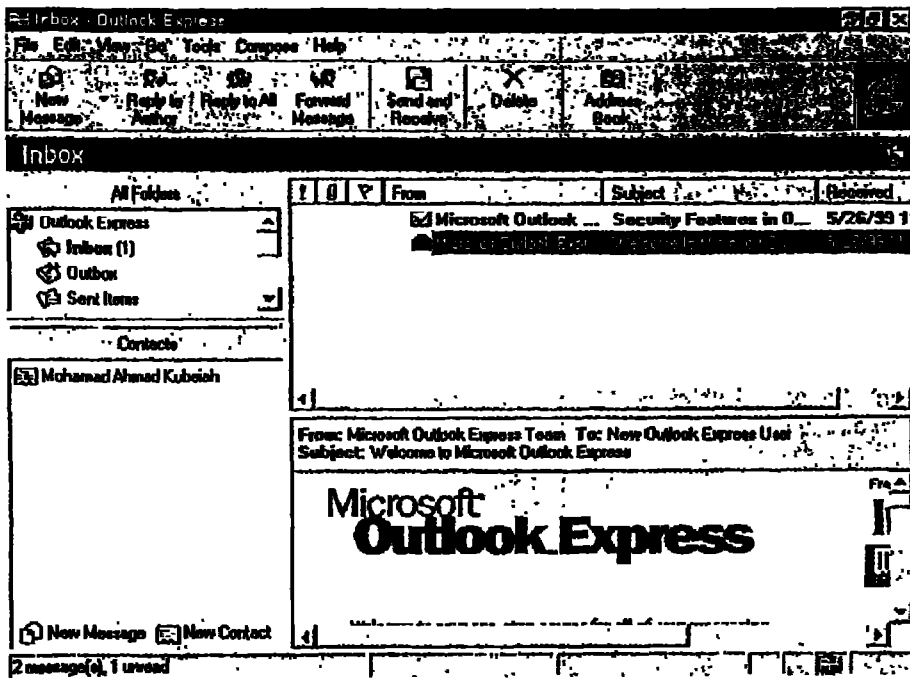 Inbox - Outlook Express
File Edit View Go Tools Compose Help
New Message
Reply to Author
Reply to All
Forward Message
Send and Receive
Delete
Address Book
Inbox
All Folders
! From Subject Received
Outlook Express
Inbox (1)
Outbox
Sent Items
Microsoft Outlook ... Security Features in O... 5/26/99 1
Contacts
Mohamad Ahmad Kubeiah
From: Microsoft Outlook Express Team To: New Outlook Express User
Subject: Welcome to Microsoft Outlook Express
Microsoft
Outlook Express
New Message New Contact
2 message(s), 1 unread